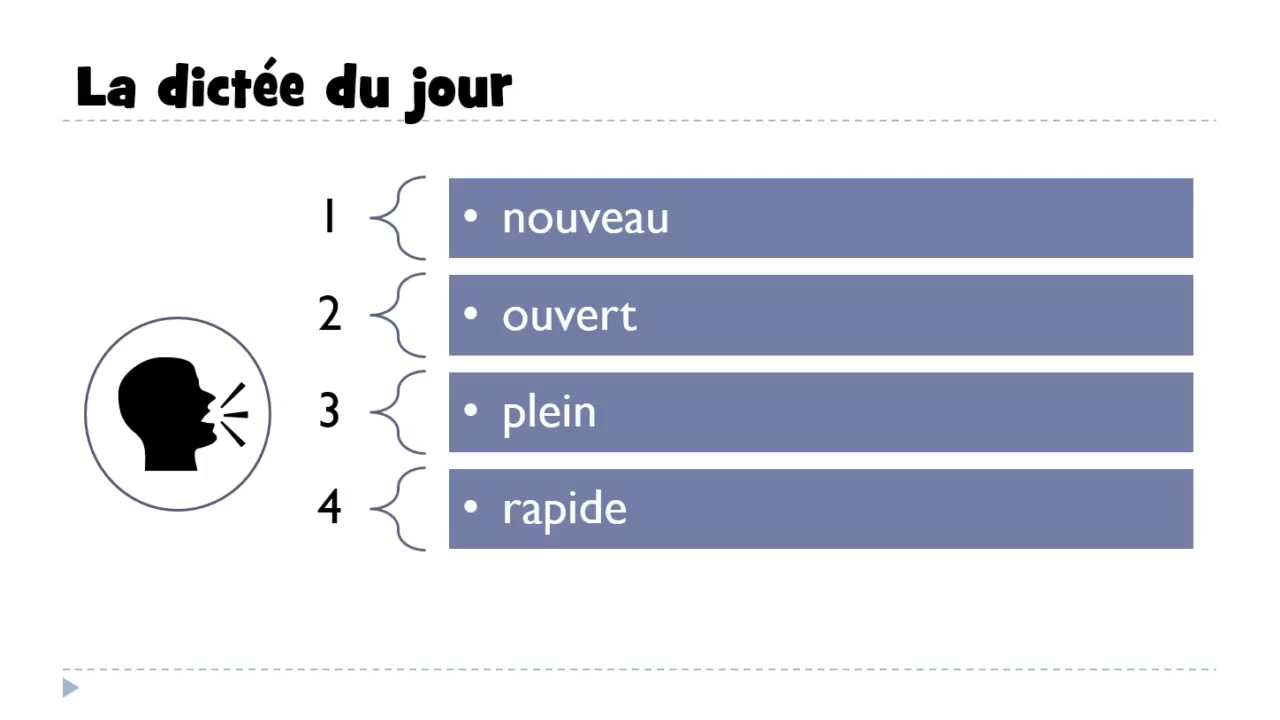 La dictée du jour
1 • nouveau
2 • ouvert
3 • plein
4 • rapide